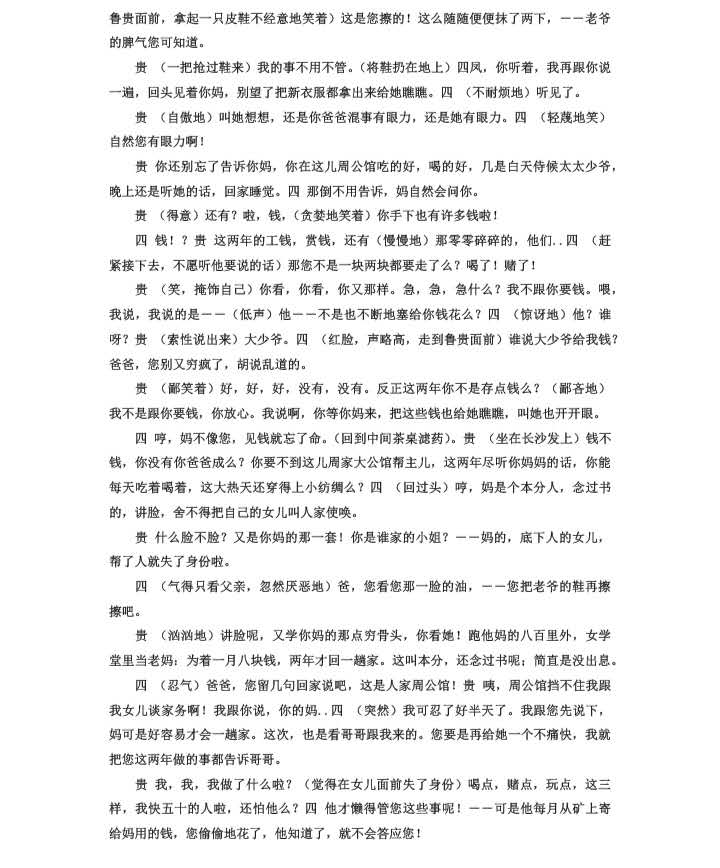 鲁贵面前，拿起一只皮鞋不经意地笑着）这是您擦的！这么随随便便抹了两下，——老爷
的脾气您可知道。
贵 （一把抢过鞋来）我的事不用不管。（将鞋扔在地上）四凤，你听着，我再跟你说
一遍，回头见着你妈，别望了把新衣服都拿出来给她瞧瞧。四 （不耐烦地）听见了。
贵 （自傲地）叫她想想，还是你爸爸混事有眼力，还是她有眼力。四 （轻蔑地笑）
自然您有眼力啊！
贵 你还别忘了告诉你妈，你在这儿周公馆吃的好，喝的好，几是白天侍候太太少爷，
晚上还是听她的话，回家睡觉。四 那倒不用告诉，妈自然会问你。
贵 （得意）还有？啦，钱，（贪婪地笑着）你手下也有许多钱啦！
四 钱！？贵 这两年的工钱，赏钱，还有（慢慢地）那零零碎碎的，他们..四 （赶
紧接下去，不愿听他要说的话）那您不是一块两块都要走了么？喝了！赌了！
贵 （笑，掩饰自己）你看，你看，你又那样。急，急，急什么？我不跟你要钱。喂，
我说，我说的是——（低声）他——不是也不断地塞给你钱花么？四 （惊讶地）他？谁
呀？贵 （索性说出来）大少爷。四 （红脸，声略高，走到鲁贵面前）谁说大少爷给我钱？
爸爸，您别又穷疯了，胡说乱道的。
贵 （鄙笑着）好，好，好，没有，没有。反正这两年你不是存点钱么？（鄙吝地）
我不是跟你要钱，你放心。我说啊，你等你妈来，把这些钱也给她瞧瞧，叫她也开开眼。
四 哼，妈不像您，见钱就忘了命。（回到中间茶桌滤药）。贵 （坐在长沙发上）钱不
钱，你没有你爸爸成么？你要不到这儿周家大公馆帮主儿，这两年尽听你妈妈的话，你能
每天吃着喝着，这大热天还穿得上小纺绸么？四 （回过头）哼，妈是个本分人，念过书
的，讲脸，舍不得把自己的女儿叫人家使唤。
贵 什么脸不脸？又是你妈的那一套！你是谁家的小姐？——妈的，底下人的女儿，
帮了人就失了身份啦。
四 （气得只看父亲，忽然厌恶地）爸，您看您那一脸的油，——您把老爷的鞋再擦
擦吧。
贵 （汹汹地）讲脸呢，又学你妈的那点穷骨头，你看她！跑他妈的八百里外，女学
堂里当老妈：为着一月八块钱，两年才回一趟家。这叫本分，还念过书呢；简直是没出息。
四 （忍气）爸爸，您留几句回家说吧，这是人家周公馆！贵 咦，周公馆挡不住我跟
我女儿谈家务啊！我跟你说，你的妈..四 （突然）我可忍了好半天了。我跟您先说下，
妈可是好容易才会一趟家。这次，也是看哥哥跟我来的。您要是再给她一个不痛快，我就
把您这两年做的事都告诉哥哥。
贵 我，我，我做了什么啦？（觉得在女儿面前失了身份）喝点，赌点，玩点，这三
样，我快五十的人啦，还怕他么？四 他才懒得管您这些事呢！——可是他每月从矿上寄
给妈用的钱，您偷偷地花了，他知道了，就不会答应您！